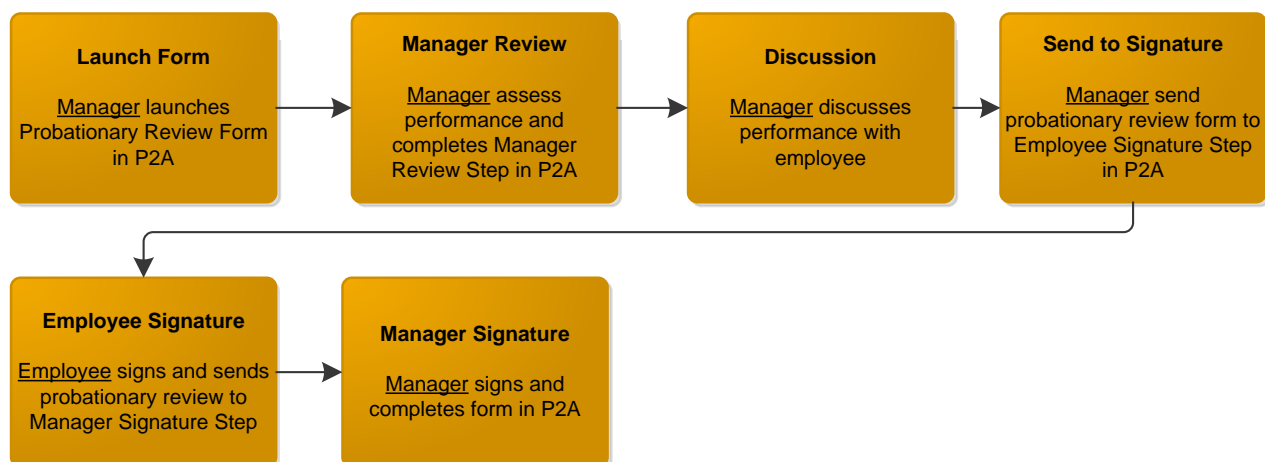 Launch Form
Manager launches
Probationary Review Form
in P2A
Manager Review
Manager assess
performance and
completes Manager
Review Step in P2A
Discussion
Manager discusses
performance with
employee
Send to Signature
Manager send
probationary review form to
Employee Signature Step
in P2A
Employee Signature
Employee signs and sends
probationary review to
Manager Signature Step
Manager Signature
Manager signs and
completes form in P2A